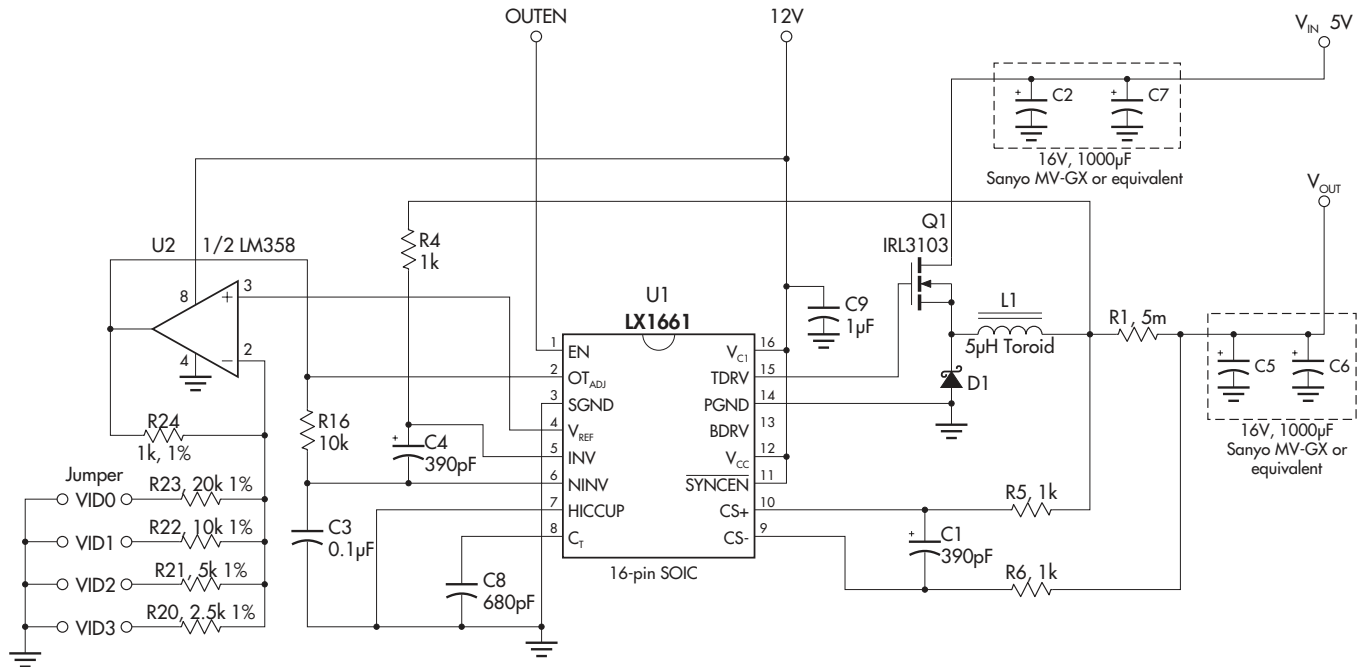 OUTEN
12V
V_IN 5V
C2
C7
16V, 1000µF
Sanyo MV-GX or equivalent
V_OUT
Q1
IRL3103
U2 1/2 LM358
R4
1k
8
3
+
4
2
–
C9
1µF
L1
5µH Toroid
R1, 5m
C5
C6
16V, 1000µF
Sanyo MV-GX or
equivalent
D1
U1
LX1661
1 EN
2 OT_ADJ
3 SGND
4 V_REF
5 INV
6 NINV
7 HICCUP
8 C_T
V_C1 16
TDRV 15
PGND 14
BDRV 13
V_CC 12
SYNCEN 11
CS+ 10
CS- 9
16-pin SOIC
R24
1k, 1%
R16
10k
C4
390pF
+
Jumper
VID0
R23, 20k 1%
VID1
R22, 10k 1%
VID2
R21, 5k 1%
VID3
R20, 2.5k 1%
C3
0.1µF
C8
680pF
R5, 1k
C1
390pF
+
R6, 1k
+
+
+
+